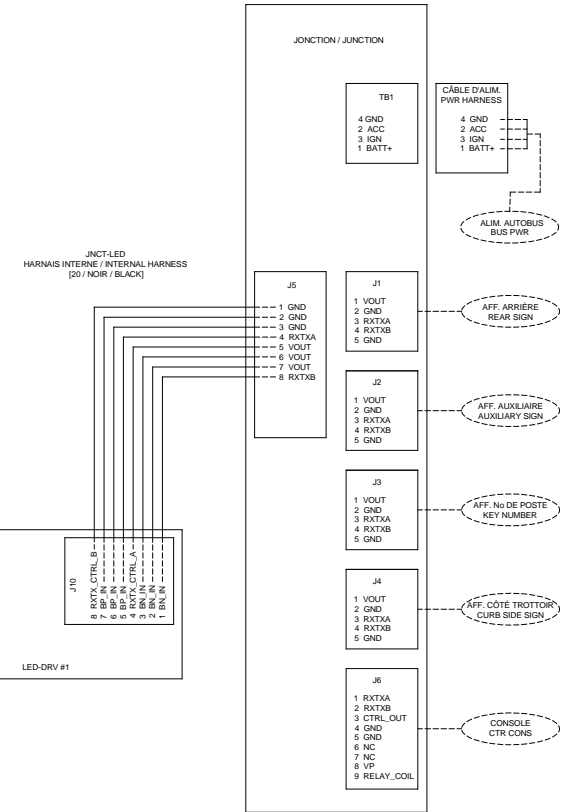 JONCTION / JUNCTION
TB1
4 GND
2 ACC
3 IGN
1 BATT+
CÂBLE D'ALIM.
PWR HARNESS
4 GND
2 ACC
3 IGN
1 BATT+
ALIM. AUTOBUS
BUS PWR
JNCT-LED
HARNAIS INTERNE / INTERNAL HARNESS
[20 / NOIR / BLACK]
J5
1 GND
2 GND
3 GND
4 RXTXA
5 VOUT
6 VOUT
7 VOUT
8 RXTXB
J1
1 VOUT
2 GND
3 RXTXA
4 RXTXB
5 GND
AFF. ARRIÈRE
REAR SIGN
J2
1 VOUT
2 GND
3 RXTXA
4 RXTXB
5 GND
AFF. AUXILIAIRE
AUXILIARY SIGN
J3
1 VOUT
2 GND
3 RXTXA
4 RXTXB
5 GND
AFF. No DE POSTE
KEY NUMBER
J4
1 VOUT
2 GND
3 RXTXA
4 RXTXB
5 GND
AFF. CÔTÉ TROTTOIR
CURB SIDE SIGN
J6
1 RXTXA
2 RXTXB
3 CTRL_OUT
4 GND
5 GND
6 NC
7 NC
8 VP
9 RELAY_COIL
CONSOLE
CTR CONS
J10
8 RXTX_CTRL_B
7 BP_IN
6 BP_IN
5 BP_IN
4 RXTX_CTRL_A
3 BN_IN
2 BN_IN
1 BN_IN
LED-DRV #1